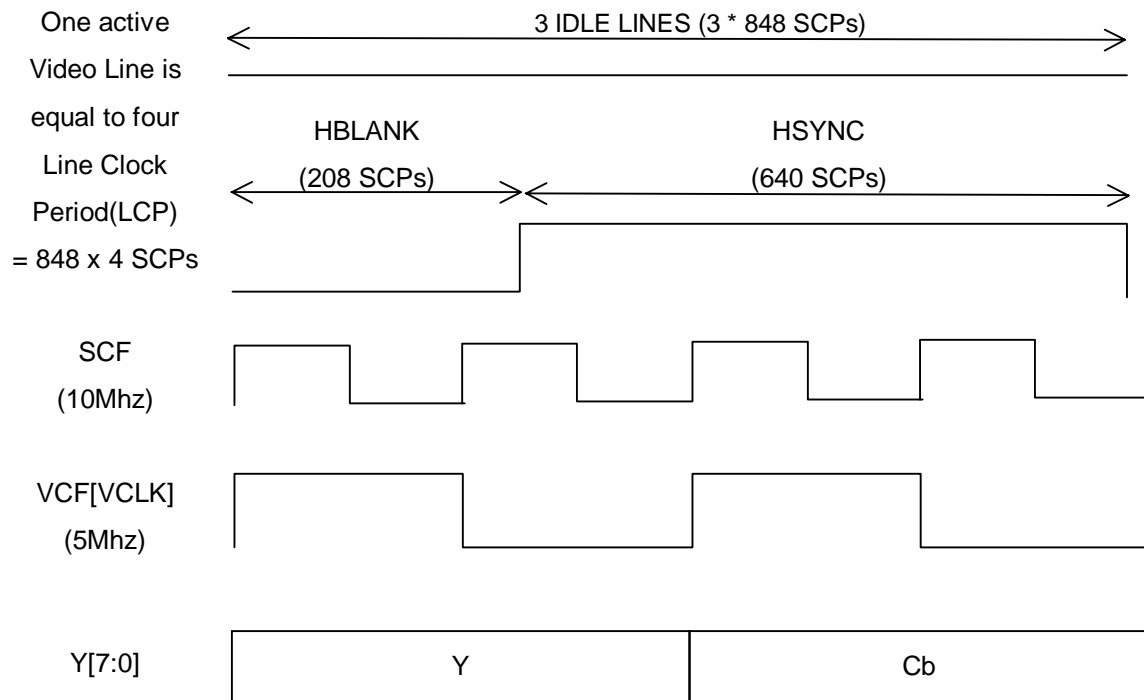 One active
Video Line is
equal to four
Line Clock
Period(LCP)
= 848 x 4 SCPs
3 IDLE LINES (3 * 848 SCPs)
HBLANK
(208 SCPs)
HSYNC
(640 SCPs)
SCF
(10Mhz)
VCF[VCLK]
(5Mhz)
Y[7:0]
Y
Cb